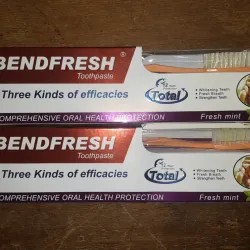 BENDFRESH®
Toothpaste
Three Kinds of efficacies
Total
• Whitening Teeth
• Fresh Breath
• Strengthen Teeth
COMPREHENSIVE ORAL HEALTH PROTECTION
Fresh mint
BENDFRESH
Toothpaste
Three Kinds of efficacies
Total
• Whitening Teeth
• Fresh Breath
• Strengthen Teeth
COMPREHENSIVE ORAL HEALTH PROTECTION
Fresh mint